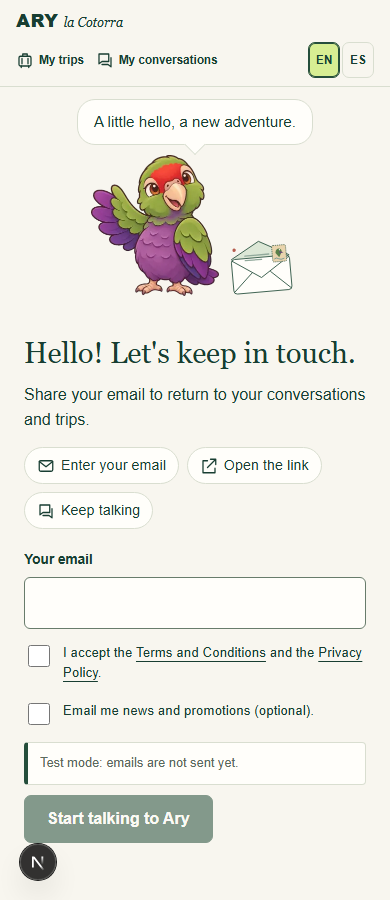 ARY la Cotorra
My trips My conversations EN ES
A little hello, a new adventure.
Hello! Let's keep in touch.
Share your email to return to your conversations
and trips.
Enter your email Open the link
Keep talking
Your email
I accept the Terms and Conditions and the Privacy
Policy.
Email me news and promotions (optional).
Test mode: emails are not sent yet.
Start talking to Ary
N